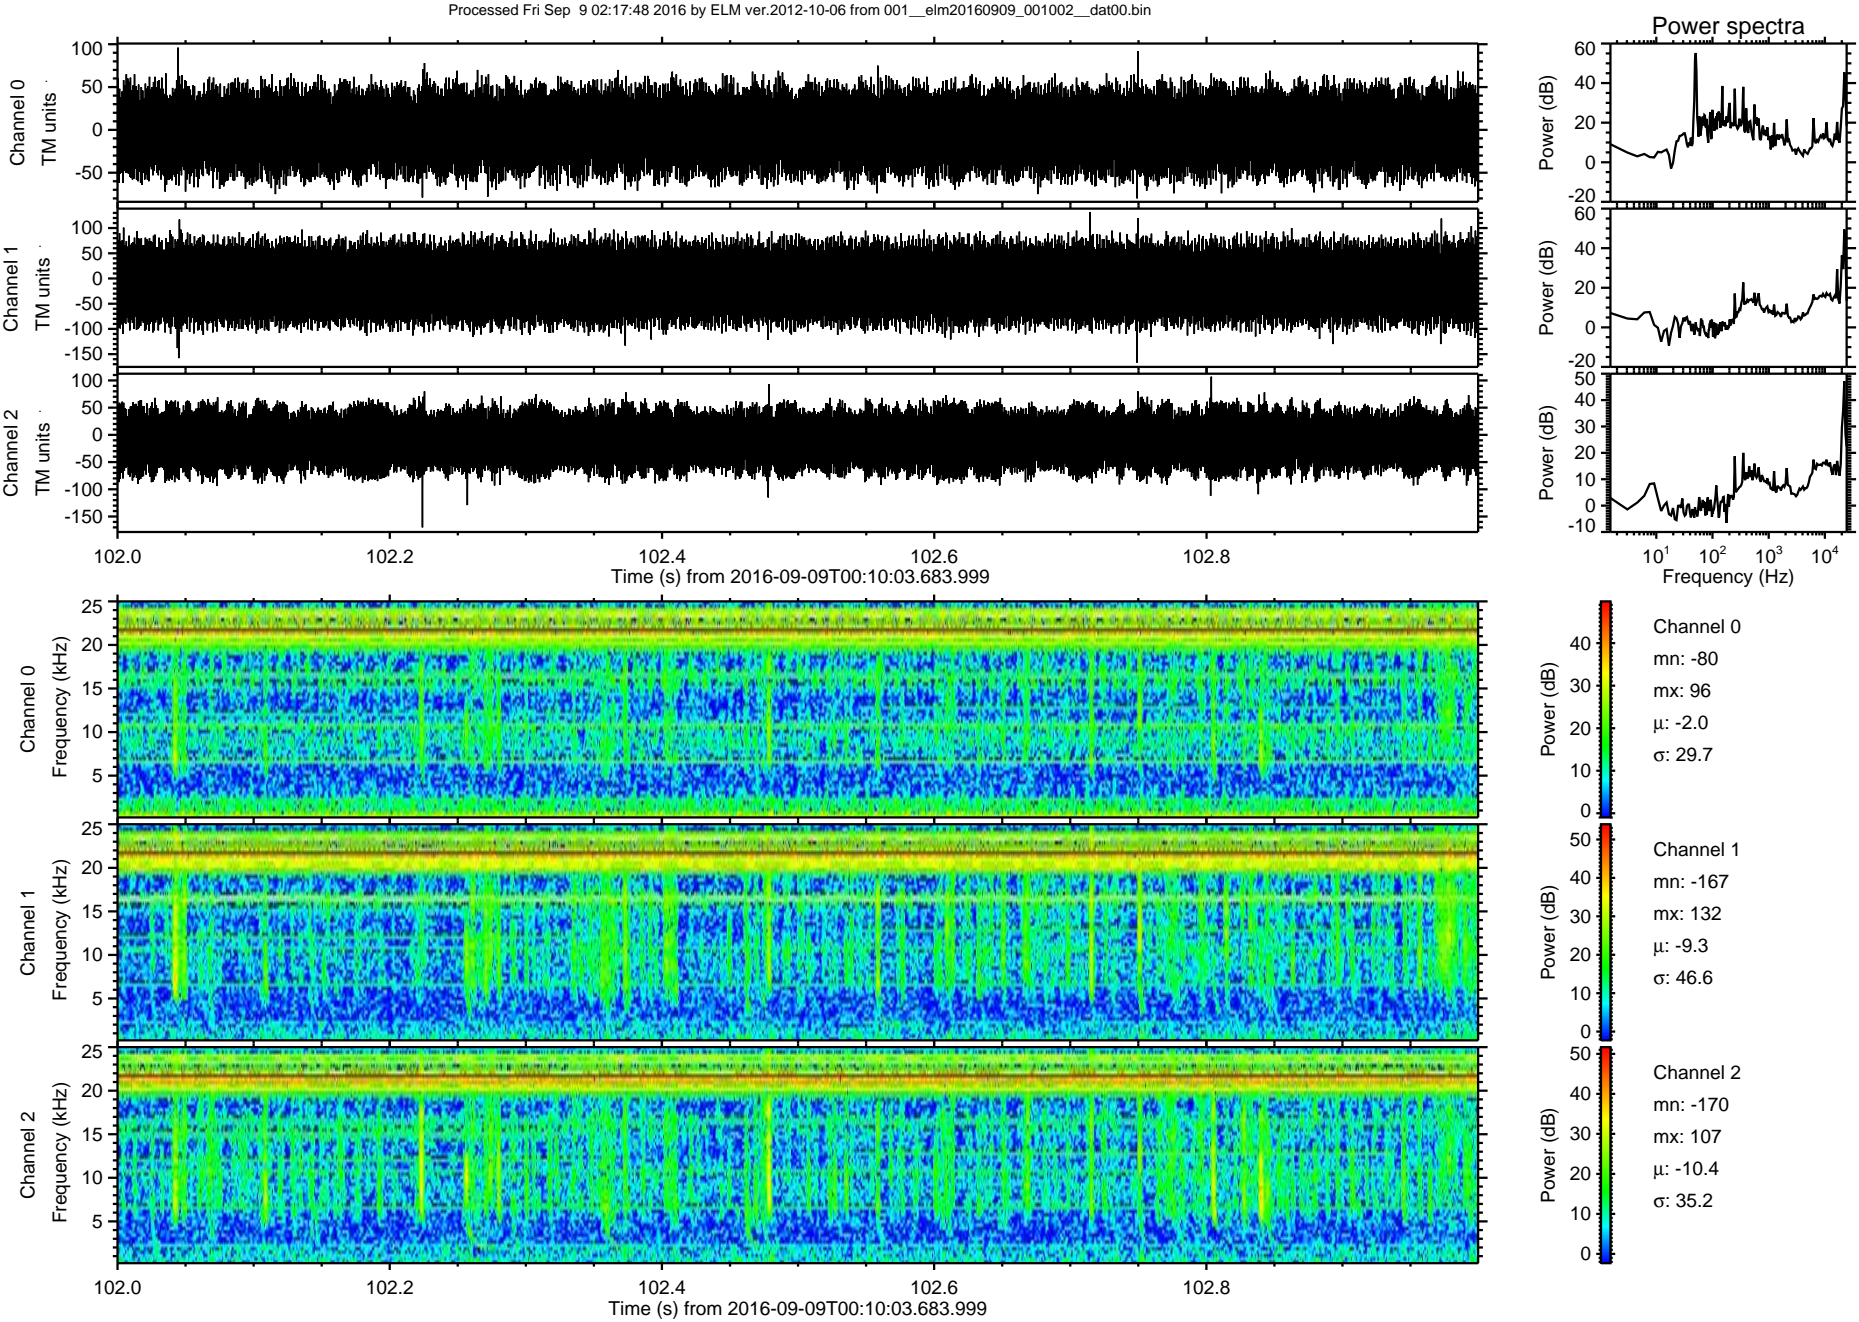 Processed Fri Sep  9 02:17:48 2016 by ELM ver.2012-10-06 from 001__elm20160909_001002__dat00.bin
Power spectra
Channel 0
TM units
100
50
0
-50
Power (dB)
60
40
20
0
-20
Channel 1
TM units
100
50
0
-50
-100
-150
Power (dB)
60
40
20
0
-20
Channel 2
TM units
100
50
0
-50
-100
-150
Power (dB)
50
40
30
20
10
0
-10
102.0 102.2 102.4 102.6 102.8
Time (s) from 2016-09-09T00:10:03.683.999
10^1 10^2 10^3 10^4
Frequency (Hz)
Channel 0
Frequency (kHz)
25
20
15
10
5
Power (dB)
40
30
20
10
0
Channel 0
mn: -80
mx: 96
μ: -2.0
σ: 29.7
Channel 1
Frequency (kHz)
25
20
15
10
5
Power (dB)
50
40
30
20
10
0
Channel 1
mn: -167
mx: 132
μ: -9.3
σ: 46.6
Channel 2
Frequency (kHz)
25
20
15
10
5
Power (dB)
50
40
30
20
10
0
Channel 2
mn: -170
mx: 107
μ: -10.4
σ: 35.2
102.0 102.2 102.4 102.6 102.8
Time (s) from 2016-09-09T00:10:03.683.999